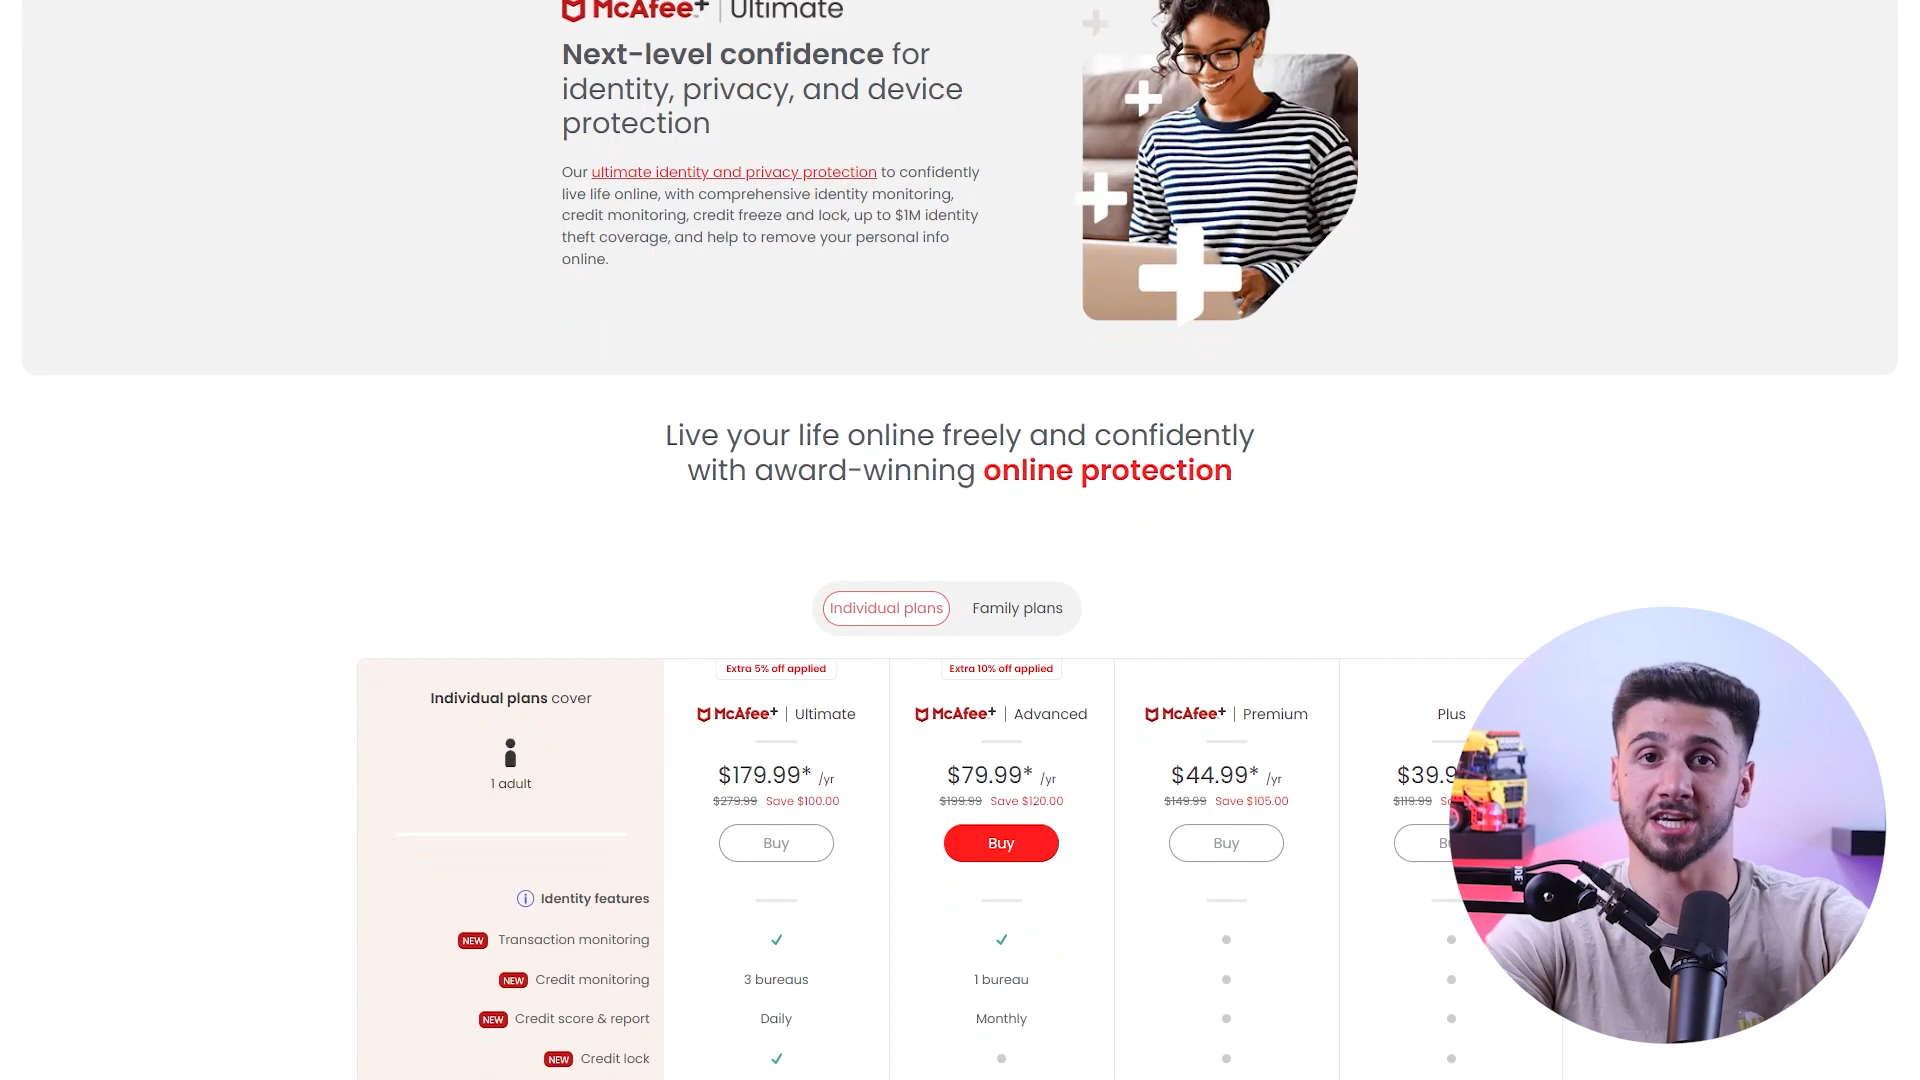 McAfee+ | Ultimate
Next-level confidence for
identity, privacy, and device
protection
Our ultimate identity and privacy protection to confidently
live life online, with comprehensive identity monitoring,
credit monitoring, credit freeze and lock, up to $1M identity
theft coverage, and help to remove your personal info
online.
Live your life online freely and confidently
with award-winning online protection
Individual plans Family plans
Extra 5% off applied Extra 10% off applied
Individual plans cover
1 adult
McAfee+ | Ultimate McAfee+ | Advanced McAfee+ | Premium Plus
$179.99* /yr $79.99* /yr $44.99* /yr $39.9
$279.99 Save $100.00 $199.99 Save $120.00 $149.99 Save $105.00 $119.99
Buy Buy Buy
Identity features
NEW Transaction monitoring
NEW Credit monitoring 3 bureaus 1 bureau
NEW Credit score & report Daily Monthly
NEW Credit lock